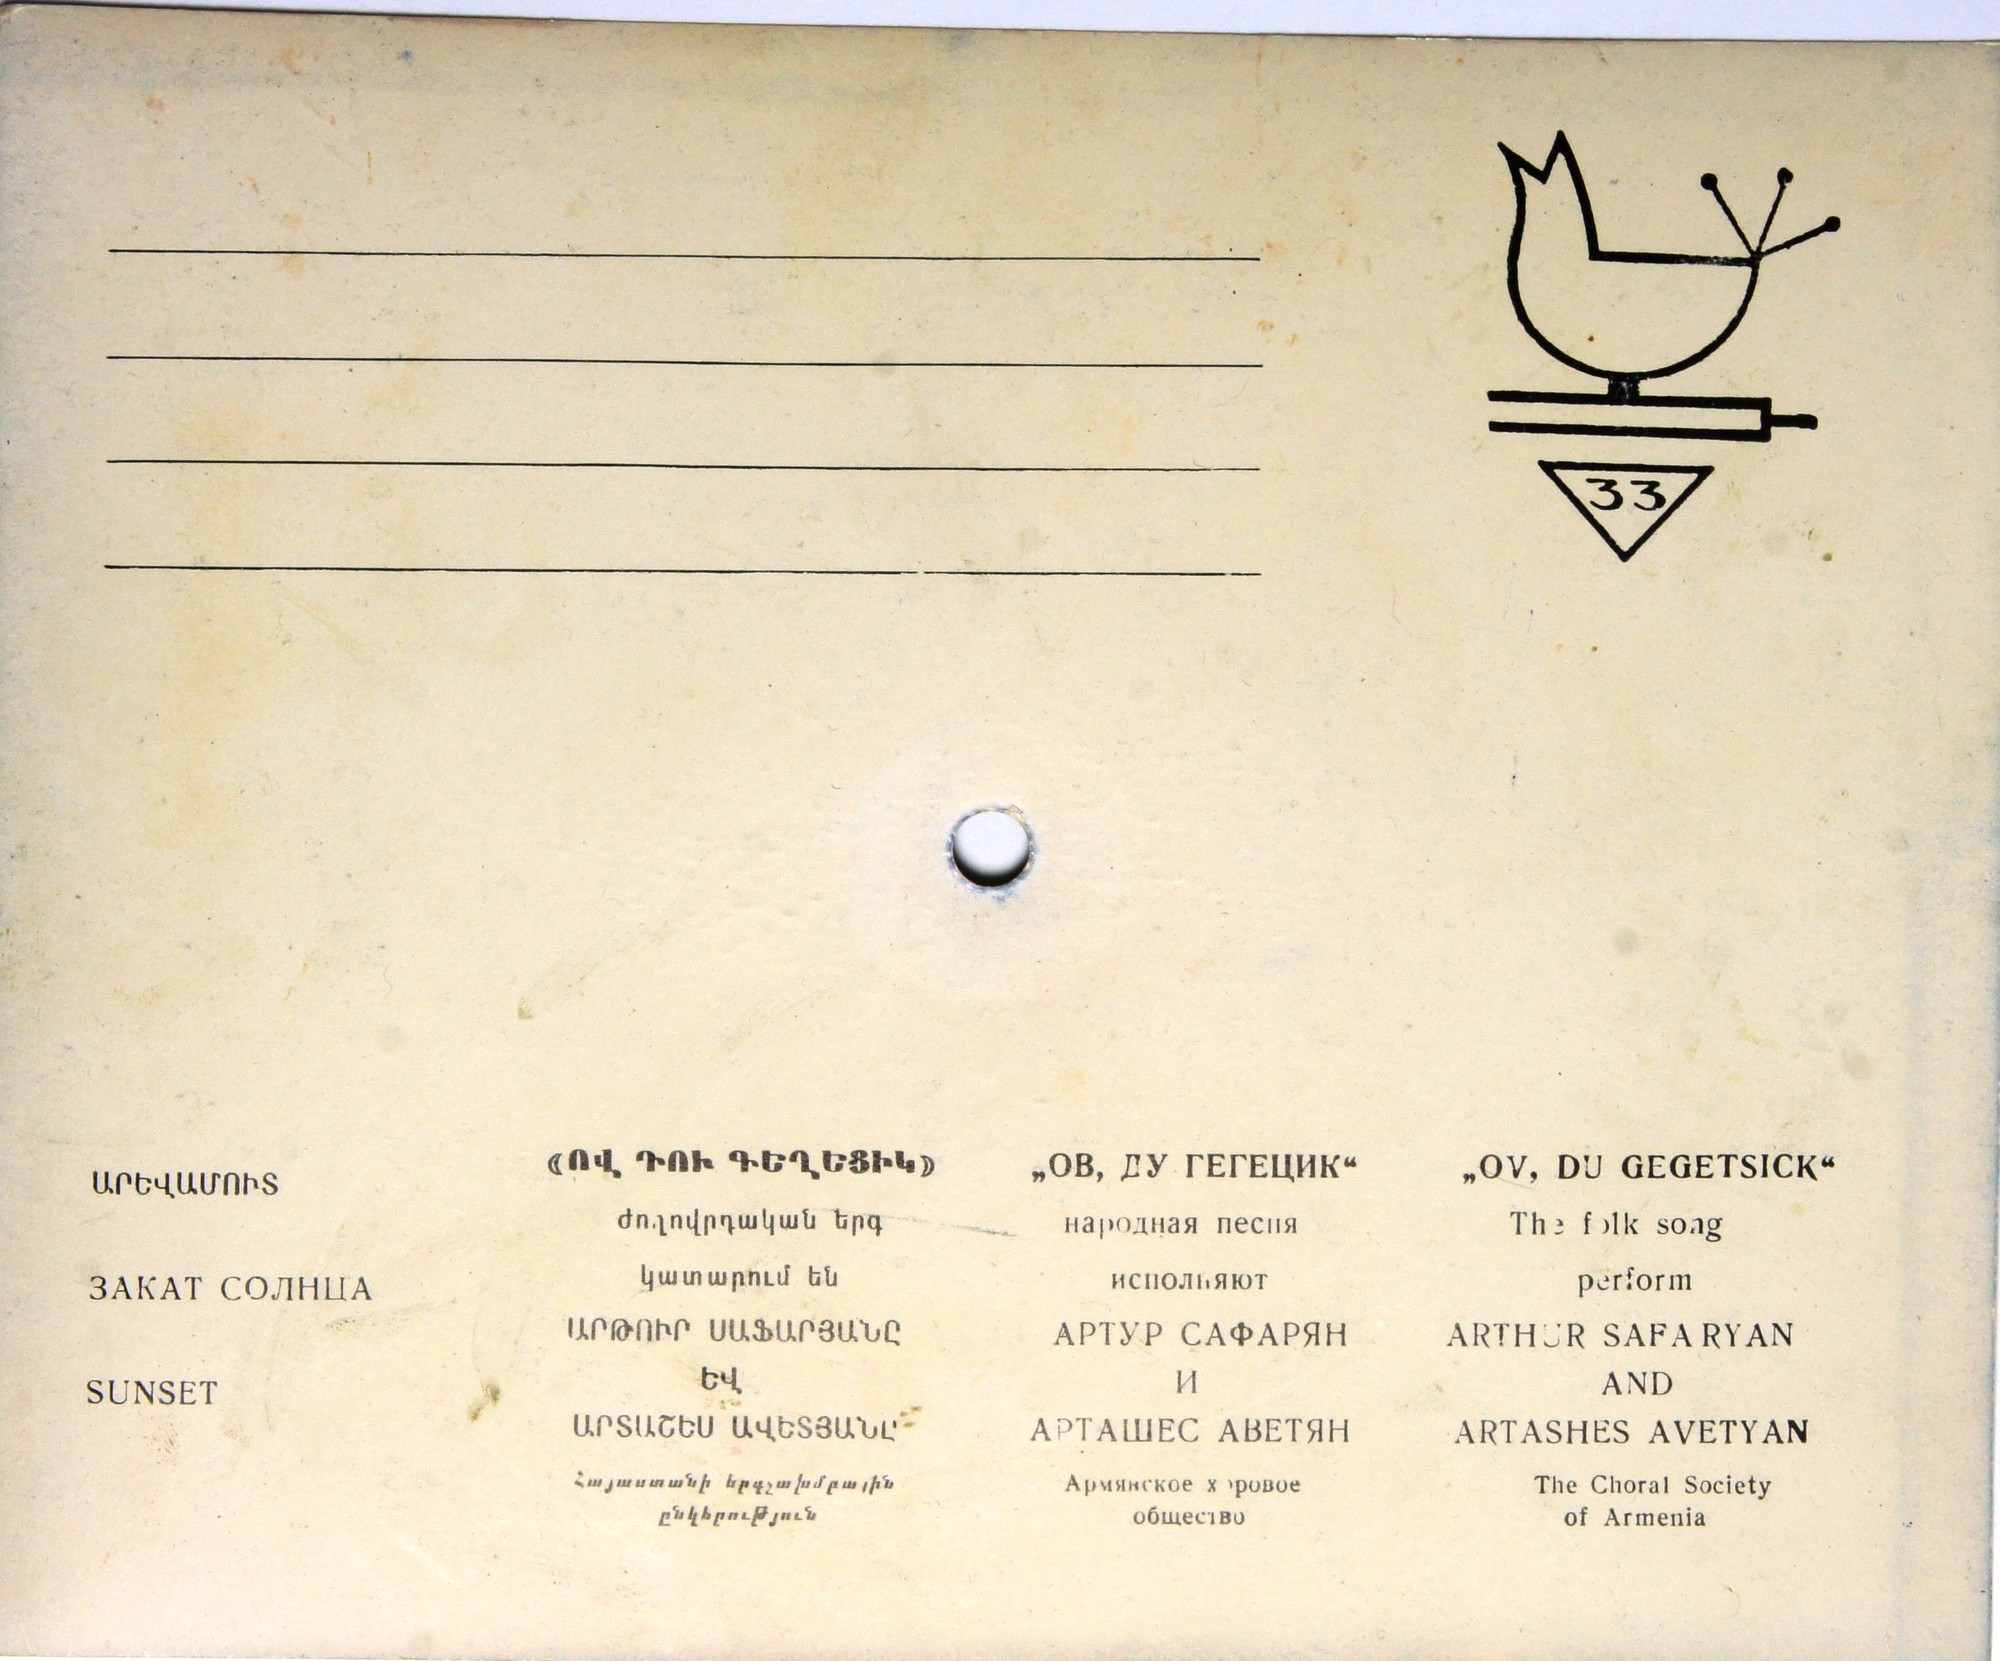 33
ԱՐԵՎԱՄՈՒՏ
ЗАКАТ СОЛНЦА
SUNSET
«ՈՎ ԴՈՒ ԳԵՂԵՑԻԿ»
ժողովրդական երգ
կատարում են
ԱՐԹՈՒՐ ՍԱՖԱՐՅԱՆԸ
ԵՎ
ԱՐՏԱՇԵՍ ԱՎԵՏՅԱՆԸ
Հայաստանի երգչախմբային
ընկերություն
„ОВ, ДУ ГЕГЕЦИК“
народная песня
исполняют
АРТУР САФАРЯН
И
АРТАШЕС АВЕТЯН
Армянское хоровое
общество
„OV, DU GEGETSICK“
The folk song
perform
ARTHUR SAFARYAN
AND
ARTASHES AVETYAN
The Choral Society
of Armenia